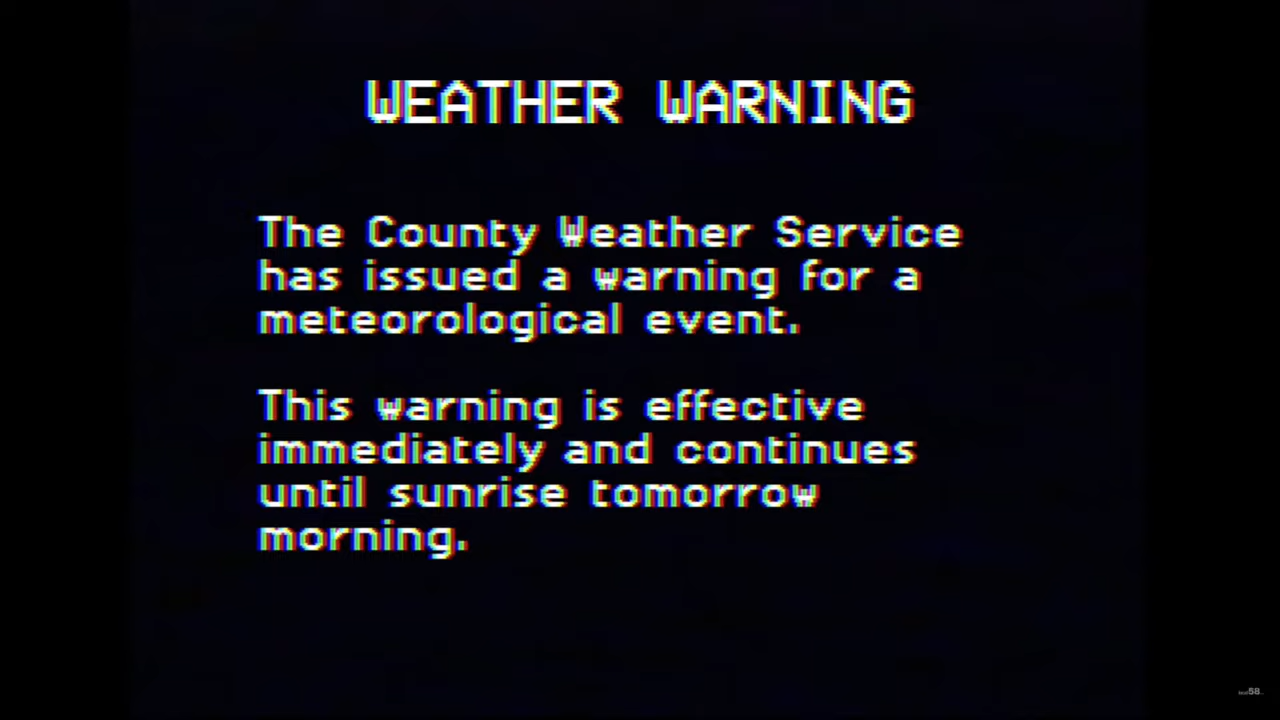 WEATHER WARNING
The County Weather Service
has issued a warning for a
meteorological event.
This warning is effective
immediately and continues
until sunrise tomorrow
morning.
58